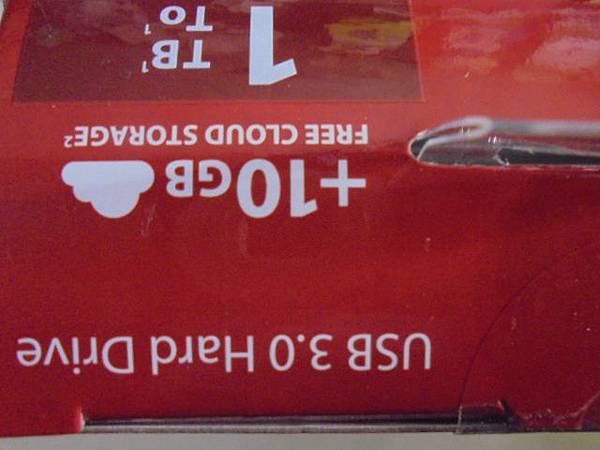 USB 3.0 Hard Drive
+10GB
FREE CLOUD STORAGE²
1 TB¹
To¹